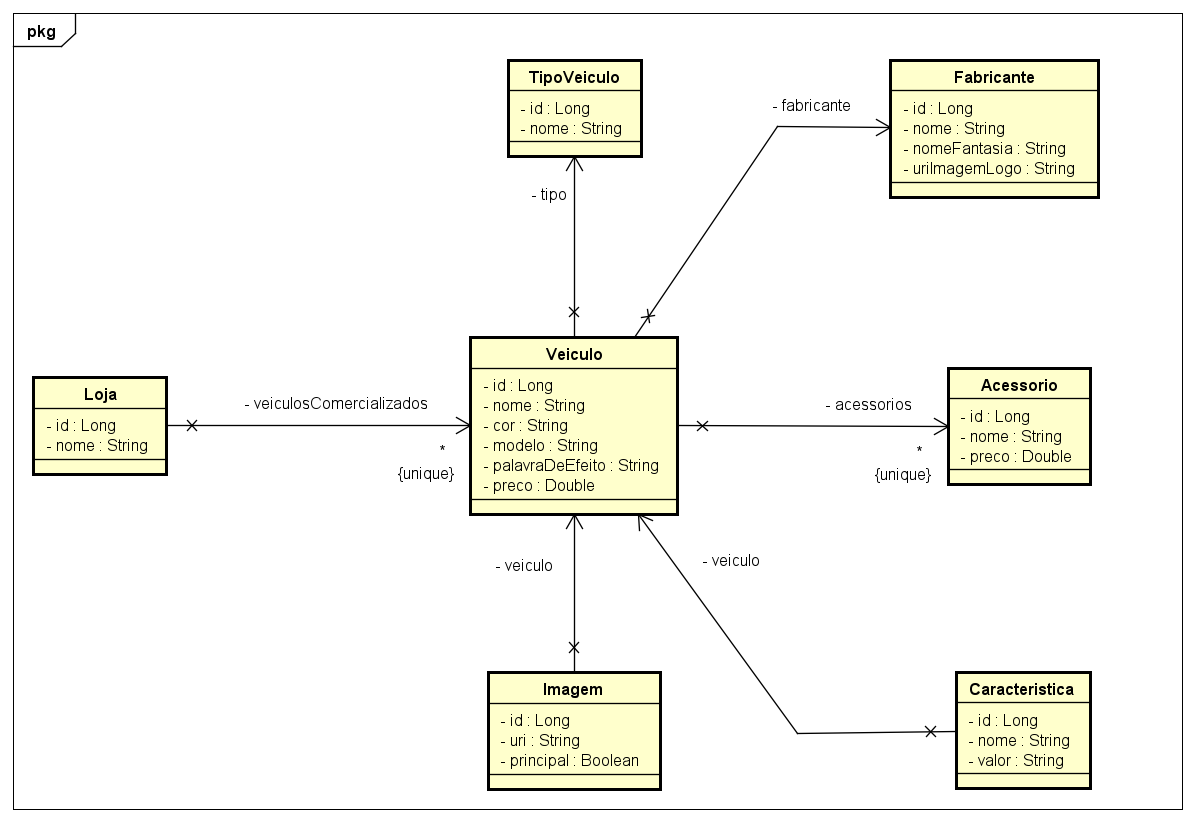 pkg
TipoVeiculo
- id : Long
- nome : String
Fabricante
- id : Long
- nome : String
- nomeFantasia : String
- uriImagemLogo : String
- fabricante
- tipo
Veiculo
- id : Long
- nome : String
- cor : String
- modelo : String
- palavraDeEfeito : String
- preco : Double
Loja
- id : Long
- nome : String
- veiculosComercializados
*
{unique}
Acessorio
- id : Long
- nome : String
- preco : Double
- acessorios
*
{unique}
- veiculo
- veiculo
Imagem
- id : Long
- uri : String
- principal : Boolean
Caracteristica
- id : Long
- nome : String
- valor : String